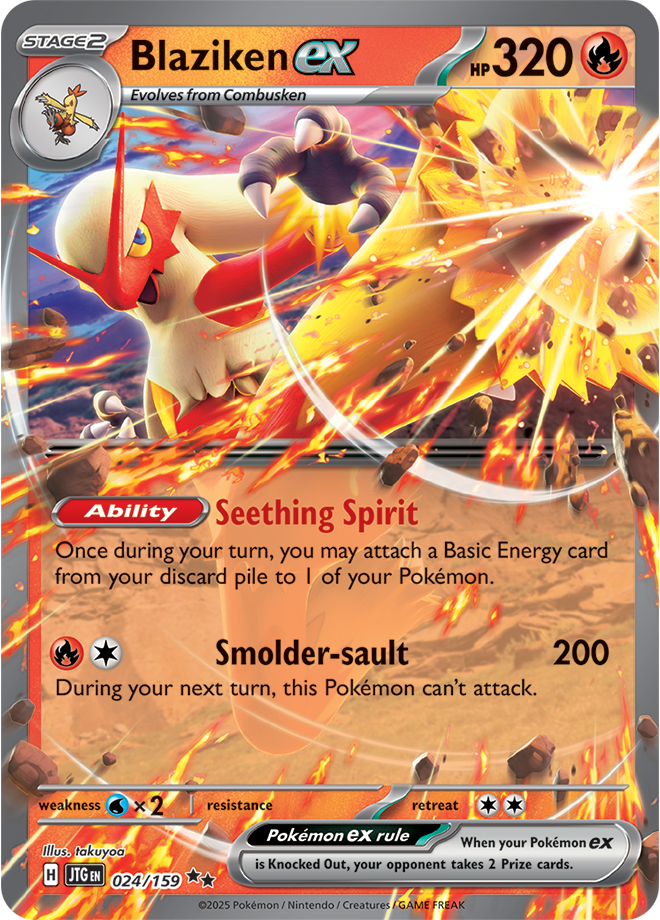 STAGE2
Blaziken ex
HP 320
Evolves from Combusken
Ability Seething Spirit
Once during your turn, you may attach a Basic Energy card
from your discard pile to 1 of your Pokémon.
Smolder-sault 200
During your next turn, this Pokémon can't attack.
weakness ×2 resistance retreat
Illus. takuyoa
Pokémon ex rule
When your Pokémon ex
is Knocked Out, your opponent takes 2 Prize cards.
H JTG EN 024/159
©2025 Pokémon / Nintendo / Creatures / GAME FREAK